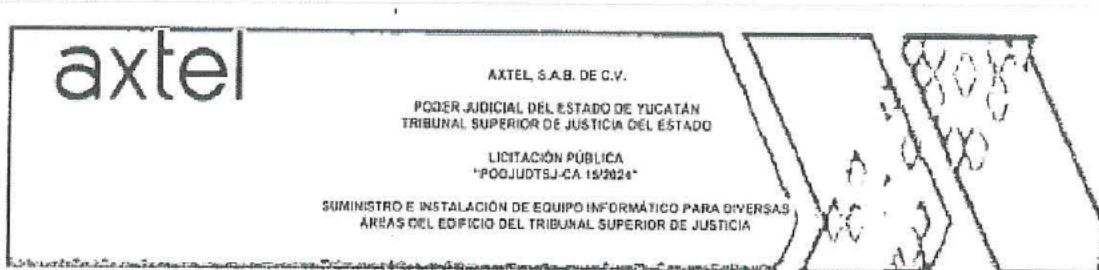 axtel
AXTEL, S.A.B. DE C.V.
PODER JUDICIAL DEL ESTADO DE YUCATÁN
TRIBUNAL SUPERIOR DE JUSTICIA DEL ESTADO
LICITACIÓN PÚBLICA
"PODJUDTSJ-CA 15/2024"
SUMINISTRO E INSTALACIÓN DE EQUIPO INFORMÁTICO PARA DIVERSAS
ÁREAS DEL EDIFICIO DEL TRIBUNAL SUPERIOR DE JUSTICIA